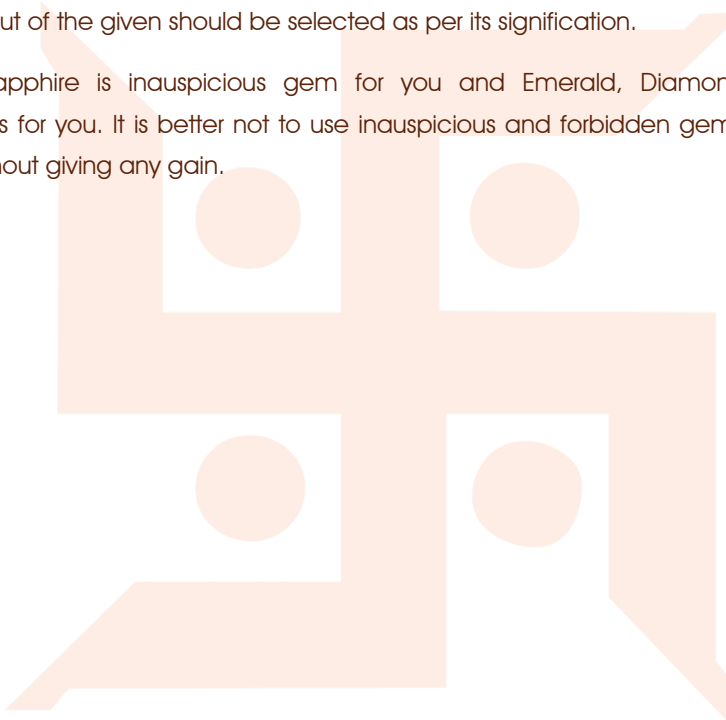 ut of the given should be selected as per its signification.
apphire is inauspicious gem for you and Emerald, Diamon
s for you. It is better not to use inauspicious and forbidden gem
out giving any gain.